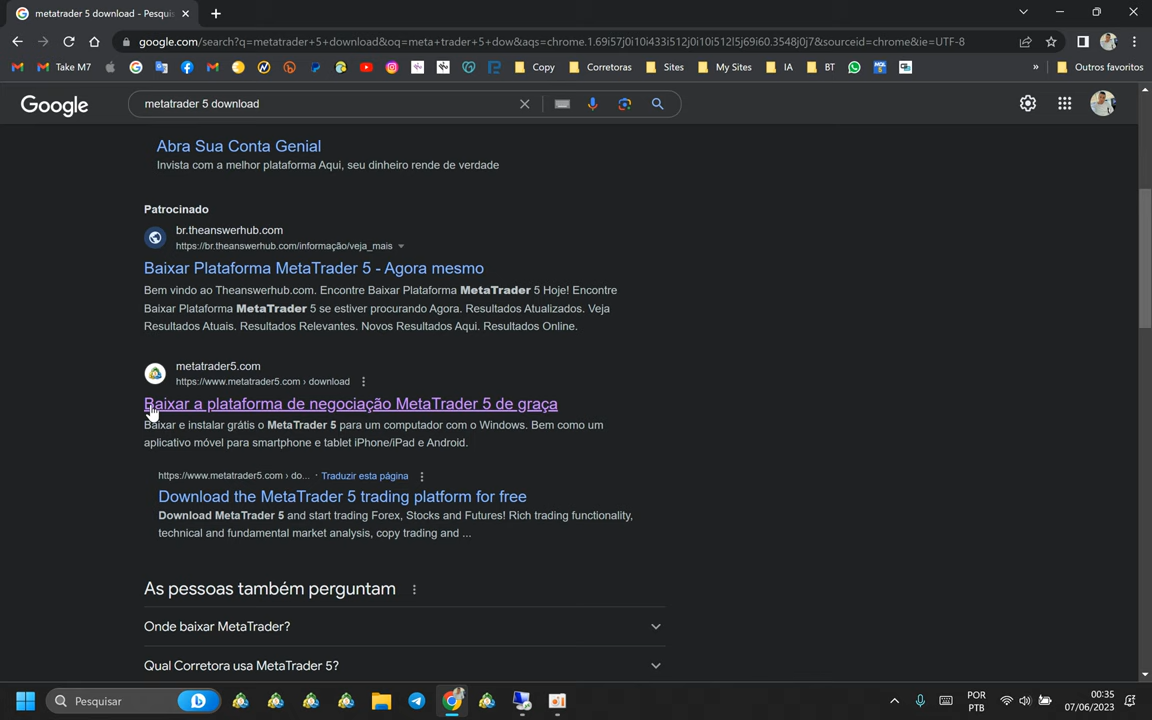 metatrader 5 download - Pesqui
google.com/search?q=metatrader+5+download&oq=meta+trader+5+dow&aqs=chrome.1.69i57j0i10i433i512j0i10i512l5j69i60.3548j0j7&sourceid=chrome&ie=UTF-8
Take M7
Copy
Corretoras
Sites
My Sites
IA
BT
»
Outros favoritos
Google
metatrader 5 download
Abra Sua Conta Genial
Invista com a melhor plataforma Aqui, seu dinheiro rende de verdade
Patrocinado
br.theanswerhub.com
https://br.theanswerhub.com/informação/veja_mais
Baixar Plataforma MetaTrader 5 - Agora mesmo
Bem vindo ao Theanswerhub.com. Encontre Baixar Plataforma MetaTrader 5 Hoje! Encontre
Baixar Plataforma MetaTrader 5 se estiver procurando Agora. Resultados Atualizados. Veja
Resultados Atuais. Resultados Relevantes. Novos Resultados Aqui. Resultados Online.
metatrader5.com
https://www.metatrader5.com › download
Baixar a plataforma de negociação MetaTrader 5 de graça
Baixar e instalar grátis o MetaTrader 5 para um computador com o Windows. Bem como um
aplicativo móvel para smartphone e tablet iPhone/iPad e Android.
https://www.metatrader5.com › do... · Traduzir esta página
Download the MetaTrader 5 trading platform for free
Download MetaTrader 5 and start trading Forex, Stocks and Futures! Rich trading functionality,
technical and fundamental market analysis, copy trading and ...
As pessoas também perguntam
Onde baixar MetaTrader?
Qual Corretora usa MetaTrader 5?
Pesquisar
POR
PTB
00:35
07/06/2023